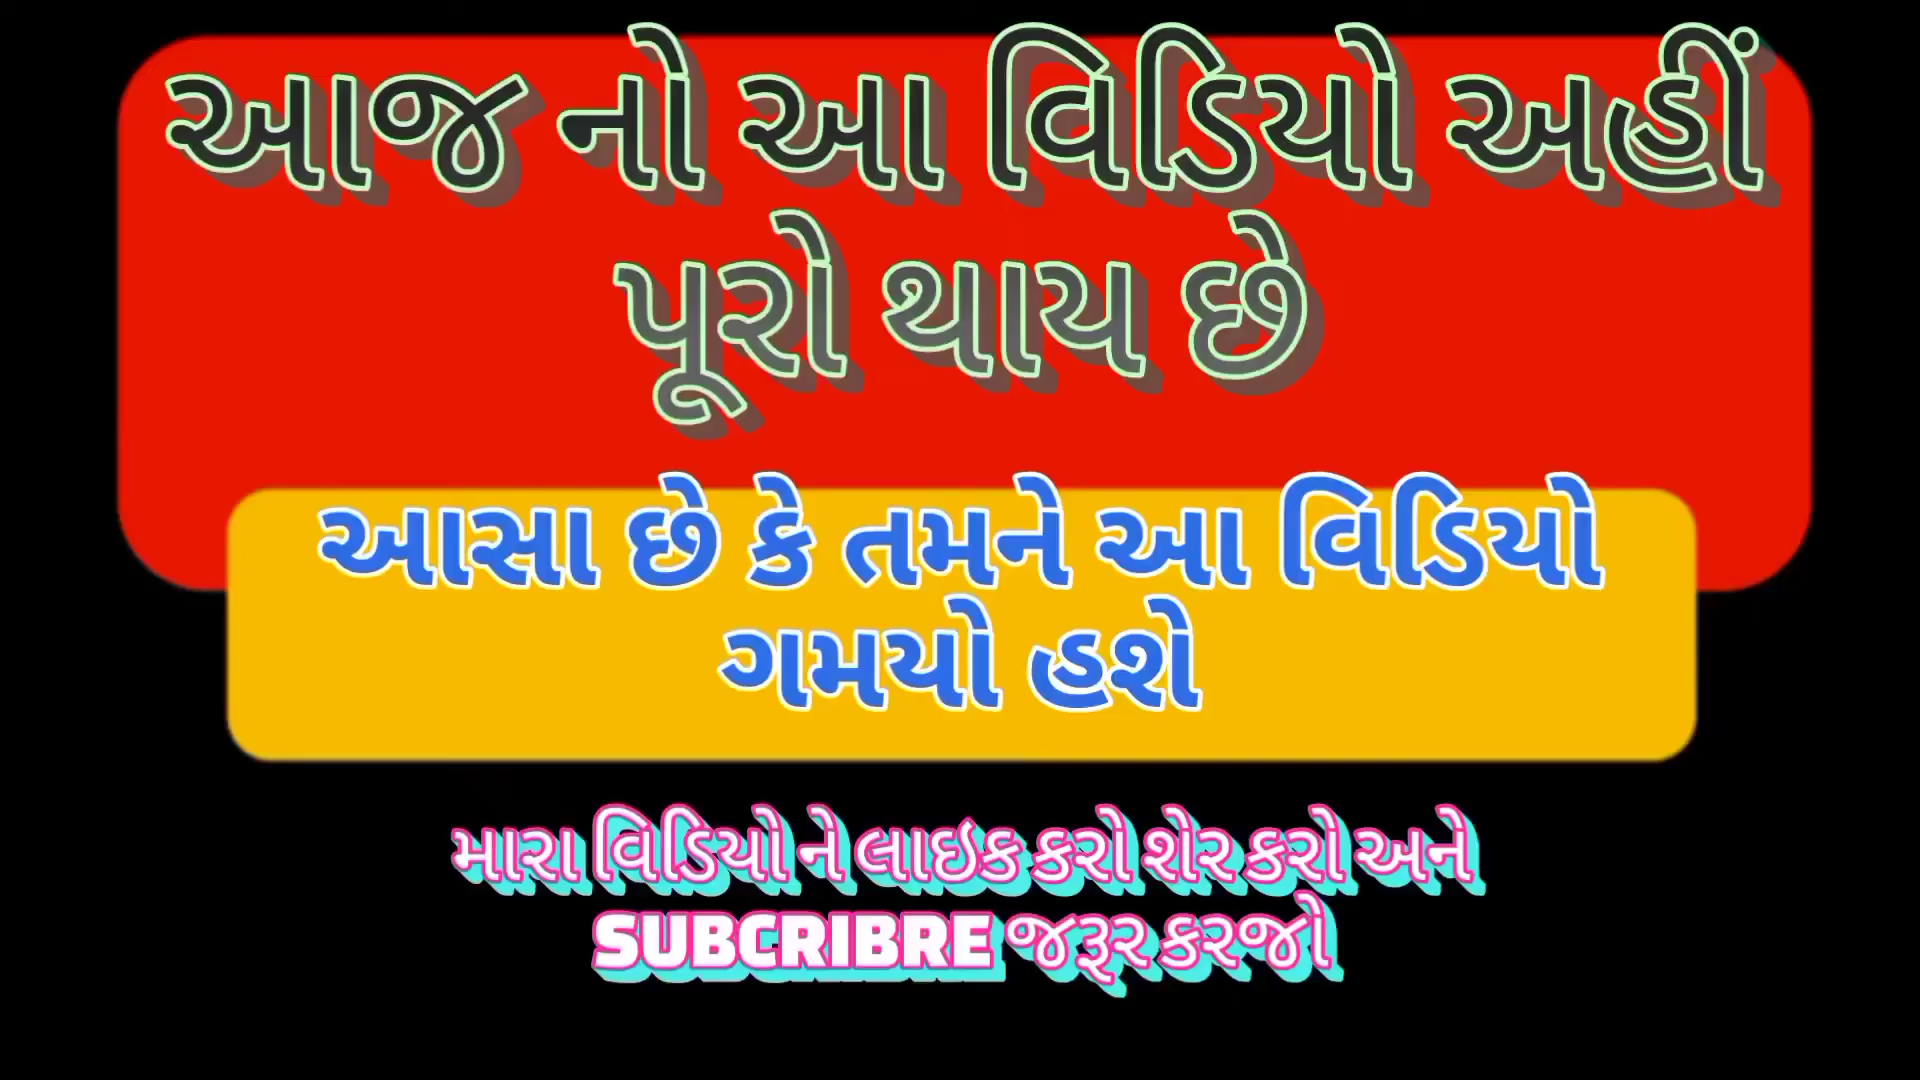 આજ નો આ વિડિયો અહીં
પૂરો થાય છે
આસા છે કે તમને આ વિડિયો
ગમયો હશે
મારા વિડિયો ને લાઇક કરો શેર કરો અને
SUBCRIBRE જરૂર કરજો